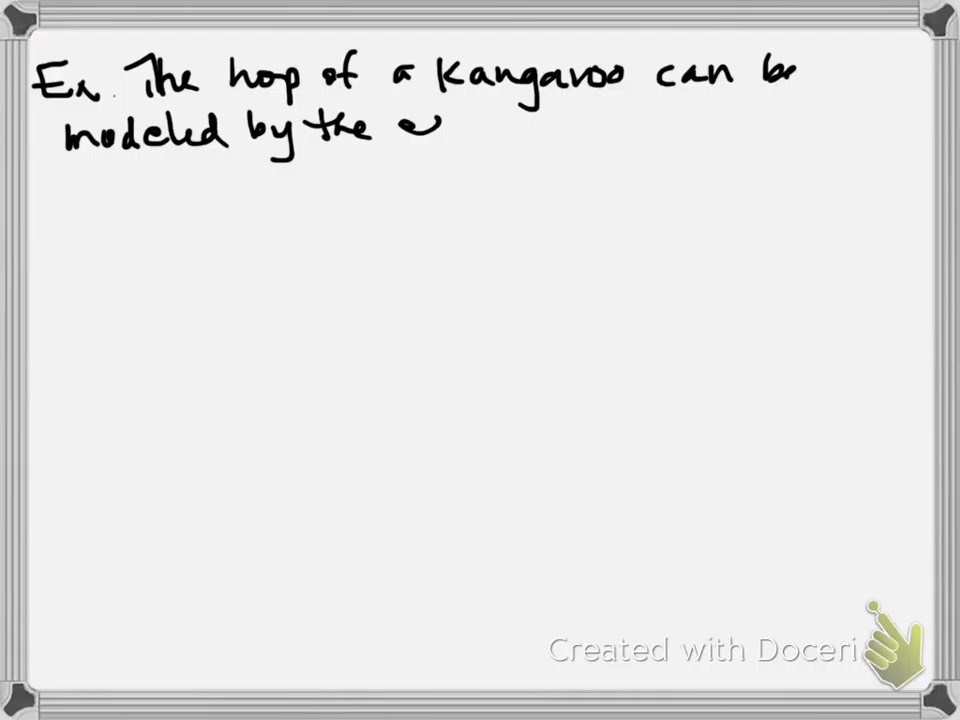 Ex. The hop of a Kangaroo can be
modeled by the
Created with Doceri